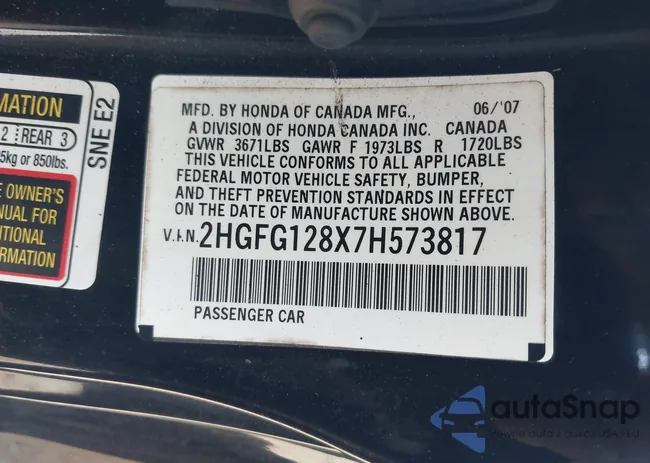 MATION
2 REAR 3
5kg or 850lbs.
E OWNER'S
NUAL FOR
ITIONAL
RMATION
SNE E2
MFD. BY HONDA OF CANADA MFG., 06/'07
A DIVISION OF HONDA CANADA INC. CANADA
GVWR 3671LBS GAWR F 1973LBS R 1720LBS
THIS VEHICLE CONFORMS TO ALL APPLICABLE
FEDERAL MOTOR VEHICLE SAFETY, BUMPER,
AND THEFT PREVENTION STANDARDS IN EFFECT
ON THE DATE OF MANUFACTURE SHOWN ABOVE.
V.I.N. 2HGFG128X7H573817
PASSENGER CAR
autoSnap